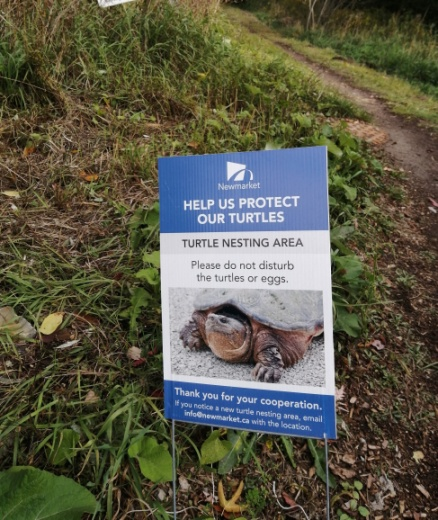 Newmarket
HELP US PROTECT
OUR TURTLES
TURTLE NESTING AREA
Please do not disturb
the turtles or eggs.
Thank you for your cooperation.
If you notice a new turtle nesting area, email
info@newmarket.ca with the location.